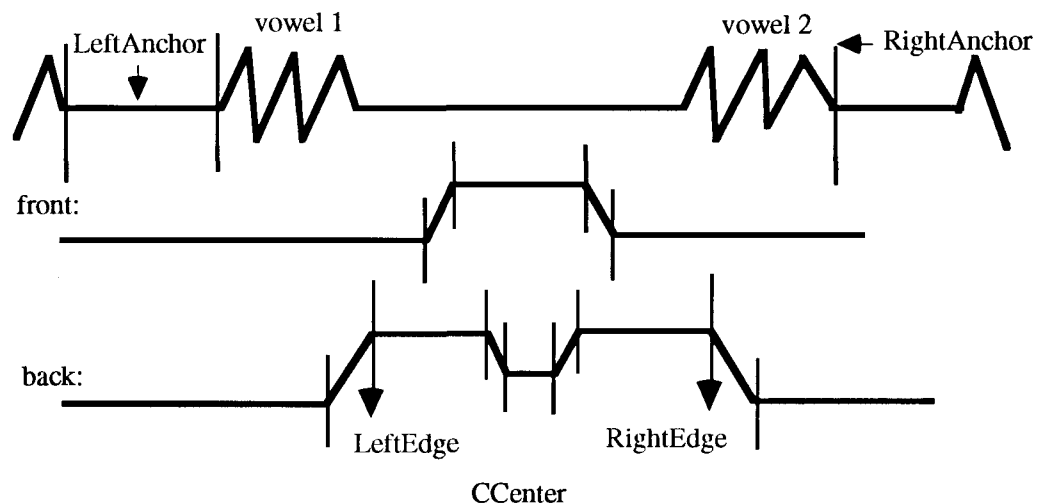 vowel 1
vowel 2
LeftAnchor
RightAnchor
front:
back:
LeftEdge
RightEdge
CCenter